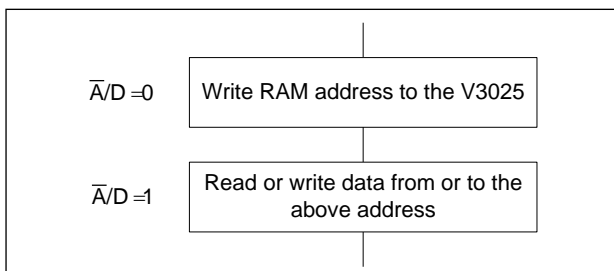 A̅/D=0
Write RAM address to the V3025
A̅/D=1
Read or write data from or to the
above address